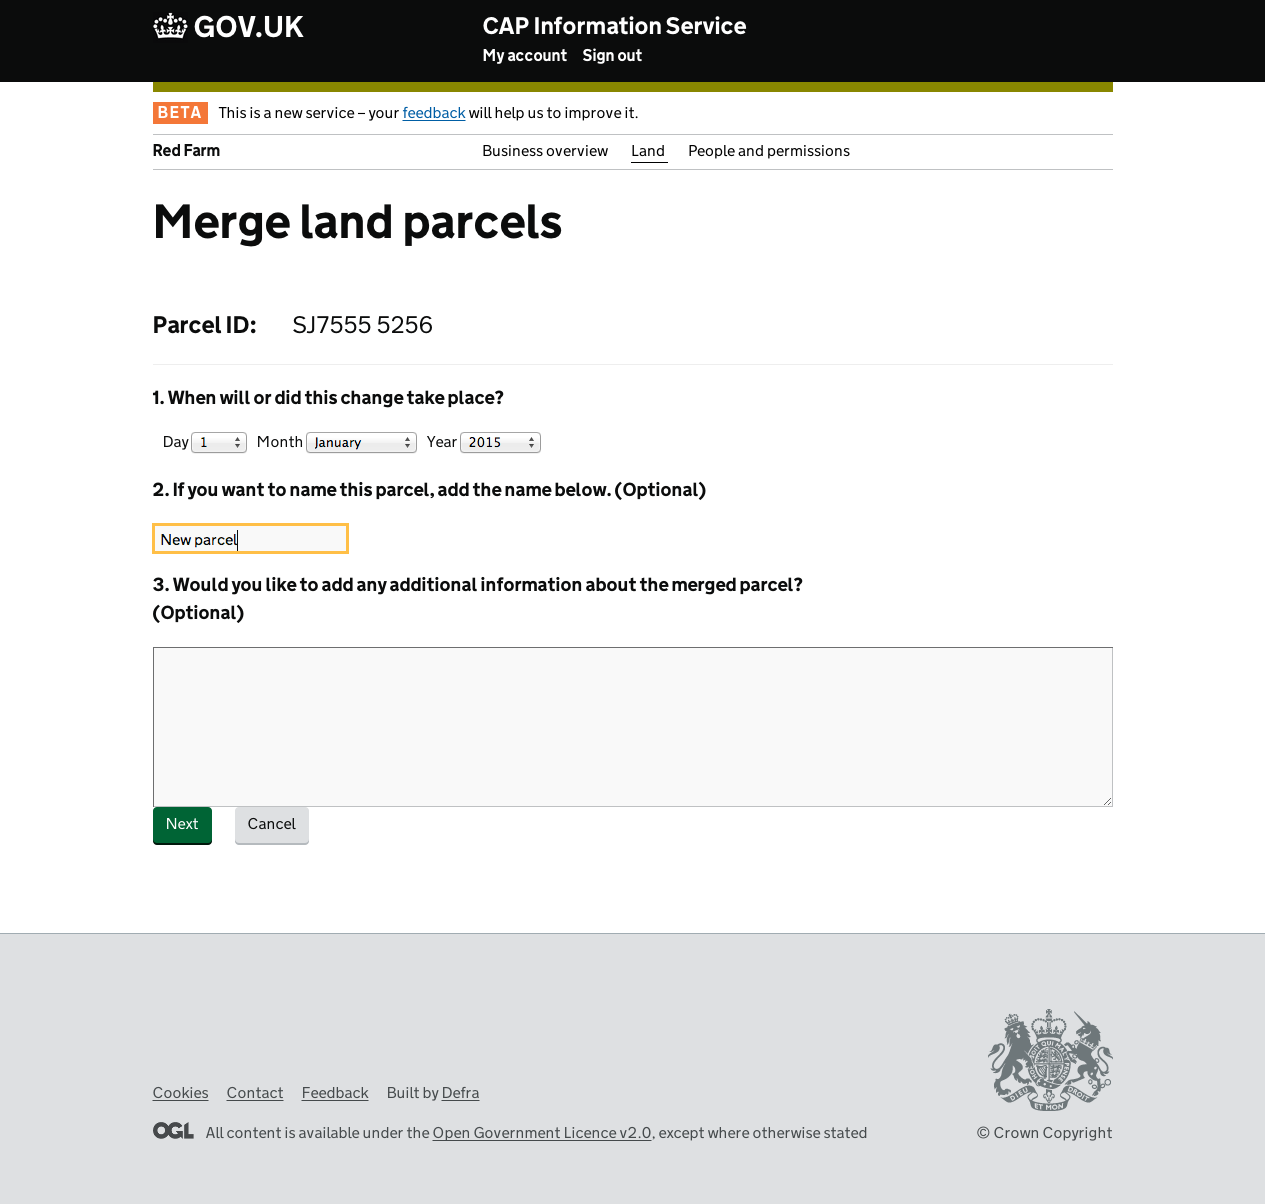 GOV.UK
CAP Information Service
My account Sign out
BETA This is a new service – your feedback will help us to improve it.
Red Farm Business overview Land People and permissions
Merge land parcels
Parcel ID: SJ7555 5256
1. When will or did this change take place?
Day 1 Month January Year 2015
2. If you want to name this parcel, add the name below. (Optional)
New parcel
3. Would you like to add any additional information about the merged parcel?
(Optional)
Next Cancel
Cookies Contact Feedback Built by Defra
OGL All content is available under the Open Government Licence v2.0, except where otherwise stated
© Crown Copyright